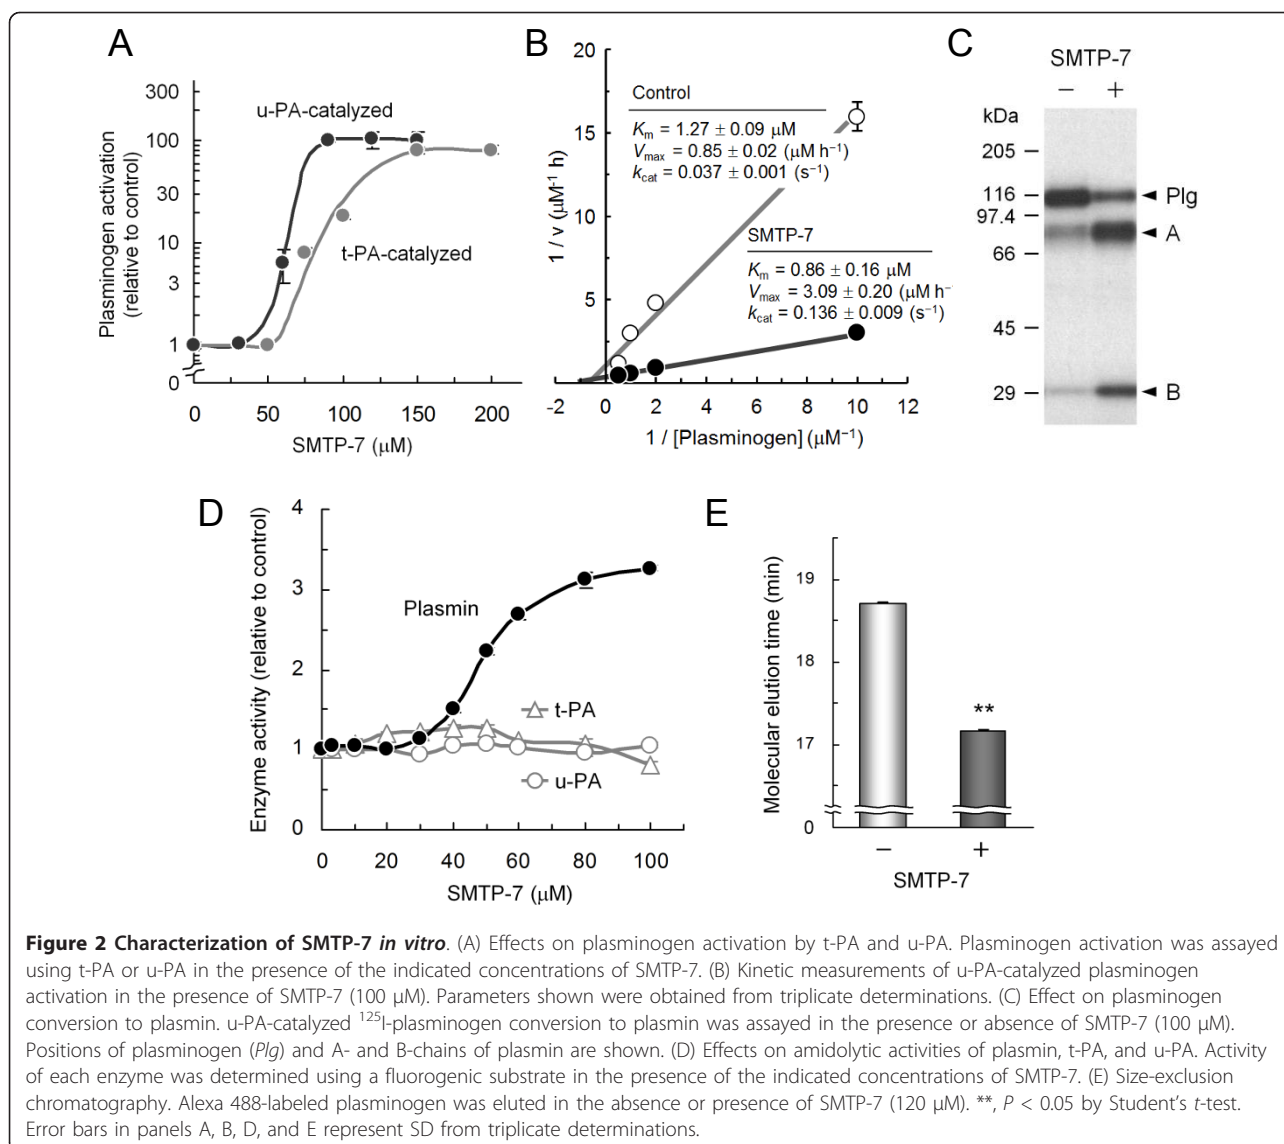 A
Plasminogen activation
(relative to control)
300
100
30
10
3
1
0
u-PA-catalyzed
t-PA-catalyzed
0 50 100 150 200
SMTP-7 (μM)
B
1 / v (μM⁻¹ h)
20
15
10
5
Control
Km = 1.27 ± 0.09 μM
Vmax = 0.85 ± 0.02 (μM h⁻¹)
kcat = 0.037 ± 0.001 (s⁻¹)
SMTP-7
Km = 0.86 ± 0.16 μM
Vmax = 3.09 ± 0.20 (μM h⁻
kcat = 0.136 ± 0.009 (s⁻¹)
-2 0 2 4 6 8 10 12
1 / [Plasminogen] (μM⁻¹)
C
SMTP-7
− +
kDa
205
116
97.4
66
45
29
Plg
A
B
D
Enzyme activity (relative to control)
4
3
2
1
0
Plasmin
t-PA
u-PA
0 20 40 60 80 100
SMTP-7 (μM)
E
Molecular elution time (min)
19
18
17
0
**
− +
SMTP-7
Figure 2 Characterization of SMTP-7 in vitro. (A) Effects on plasminogen activation by t-PA and u-PA. Plasminogen activation was assayed
using t-PA or u-PA in the presence of the indicated concentrations of SMTP-7. (B) Kinetic measurements of u-PA-catalyzed plasminogen
activation in the presence of SMTP-7 (100 μM). Parameters shown were obtained from triplicate determinations. (C) Effect on plasminogen
conversion to plasmin. u-PA-catalyzed ¹²⁵I-plasminogen conversion to plasmin was assayed in the presence or absence of SMTP-7 (100 μM).
Positions of plasminogen (Plg) and A- and B-chains of plasmin are shown. (D) Effects on amidolytic activities of plasmin, t-PA, and u-PA. Activity
of each enzyme was determined using a fluorogenic substrate in the presence of the indicated concentrations of SMTP-7. (E) Size-exclusion
chromatography. Alexa 488-labeled plasminogen was eluted in the absence or presence of SMTP-7 (120 μM). **, P < 0.05 by Student's t-test.
Error bars in panels A, B, D, and E represent SD from triplicate determinations.